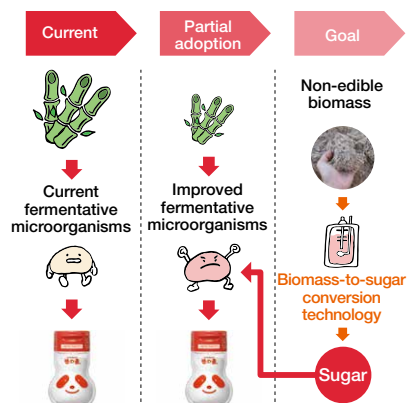 Current
Partial
adoption
Goal
Non-edible
biomass
Current
fermentative
microorganisms
Improved
fermentative
microorganisms
Biomass-to-sugar
conversion
technology
Sugar